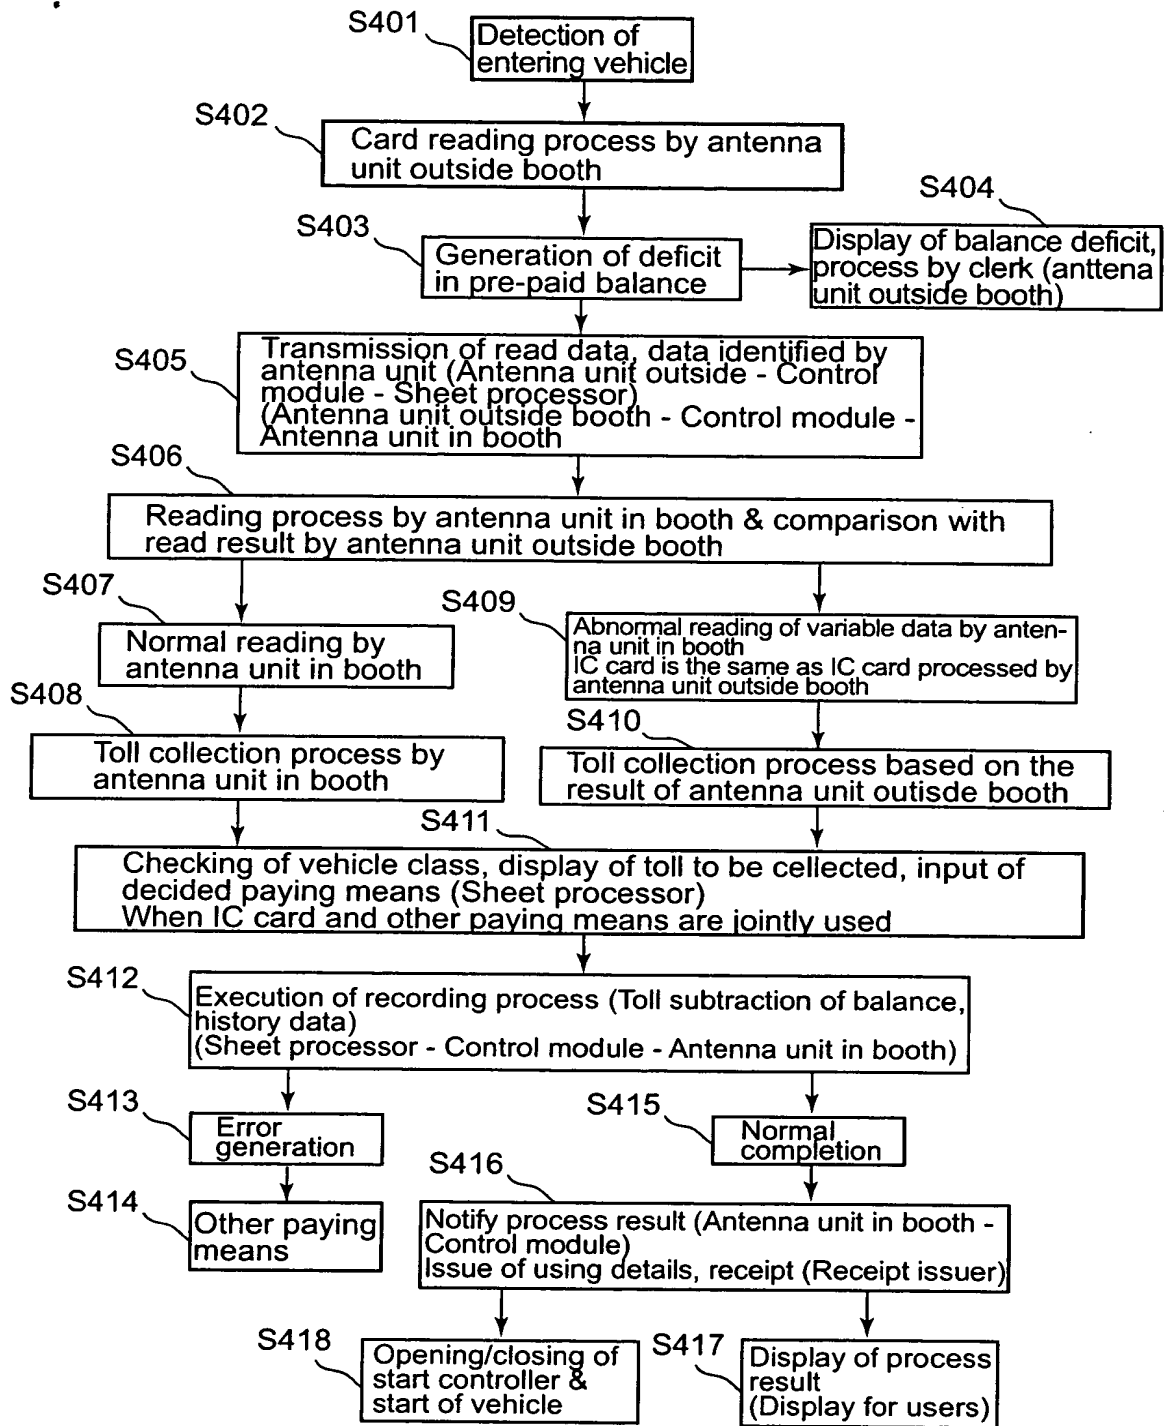 S401
Detection of
entering vehicle
S402
Card reading process by antenna
unit outside booth
S403
Generation of deficit
in pre-paid balance
S404
Display of balance deficit,
process by clerk (anttena
unit outside booth)
S405
Transmission of read data, data identified by
antenna unit (Antenna unit outside - Control
module - Sheet processor)
(Antenna unit outside booth - Control module -
Antenna unit in booth
S406
Reading process by antenna unit in booth & comparison with
read result by antenna unit outside booth
S407
Normal reading by
antenna unit in booth
S409
Abnormal reading of variable data by anten-
na unit in booth
IC card is the same as IC card processed by
antenna unit outside booth
S408
Toll collection process by
antenna unit in booth
S410
Toll collection process based on the
result of antenna unit outisde booth
S411
Checking of vehicle class, display of toll to be cellected, input of
decided paying means (Sheet processor)
When IC card and other paying means are jointly used
S412
Execution of recording process (Toll subtraction of balance,
history data)
(Sheet processor - Control module - Antenna unit in booth)
S413
Error
generation
S415
Normal
completion
S414
Other paying
means
S416
Notify process result (Antenna unit in booth -
Control module)
Issue of using details, receipt (Receipt issuer)
S418
Opening/closing of
start controller &
start of vehicle
S417
Display of process
result
(Display for users)